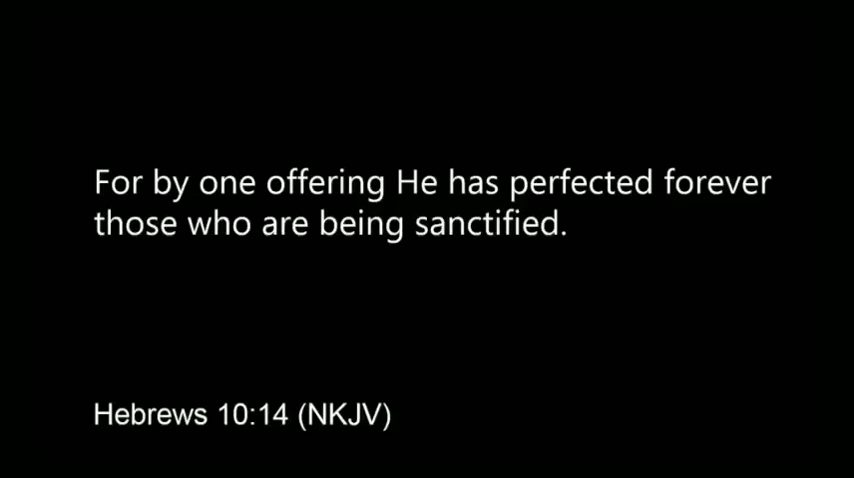 For by one offering He has perfected forever
those who are being sanctified.
Hebrews 10:14 (NKJV)